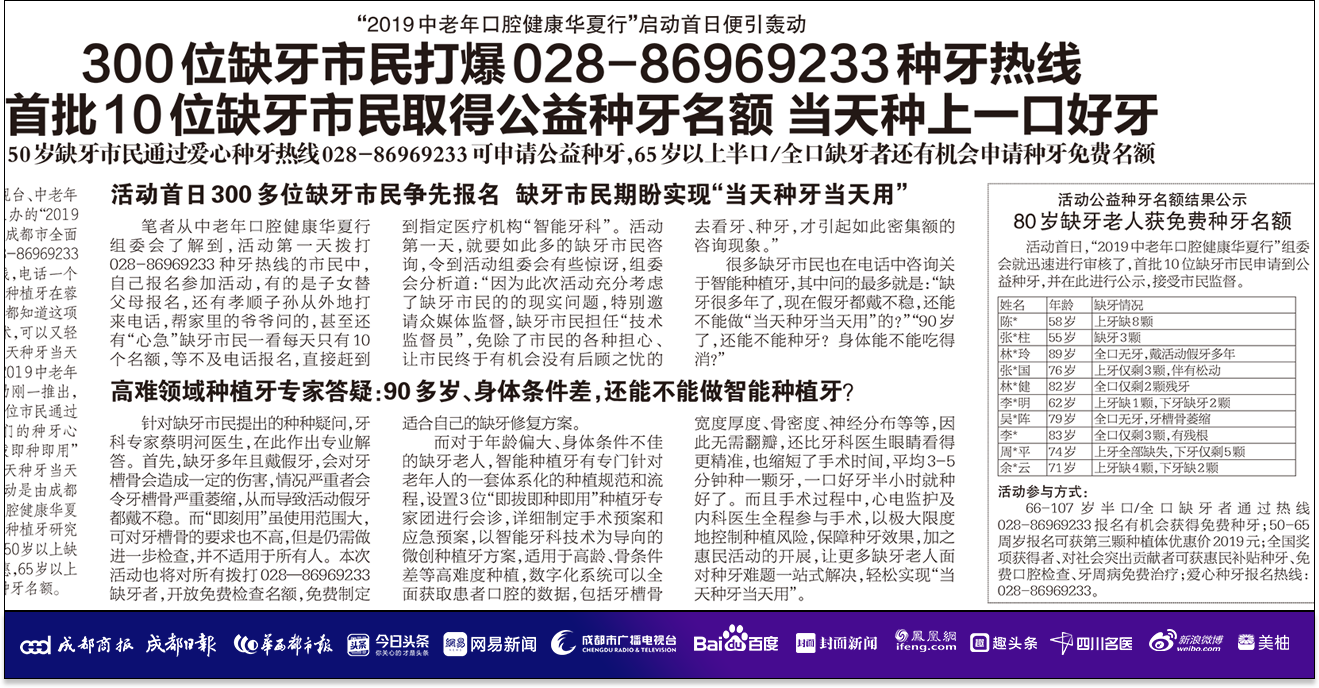 “2019中老年口腔健康华夏行”启动首日便引轰动
300位缺牙市民打爆028-86969233种牙热线
首批10位缺牙市民取得公益种牙名额 当天种上一口好牙
50岁缺牙市民通过爱心种牙热线028-86969233可申请公益种牙,65岁以上半口/全口缺牙者还有机会申请种牙免费名额
台、中老年
办的“2019
成都市全面
-86969233
,电话一个
种植牙在蓉
都知道这项
术,可以又轻
天种牙当天
2019中老年
刚一推出,
位市民通过
们的种牙心
即种即用”
天种牙当天
动是由成都
腔健康华夏
种植牙研究
50岁以上缺
,65岁以上
牙名额。
活动首日300多位缺牙市民争先报名 缺牙市民期盼实现“当天种牙当天用”
笔者从中老年口腔健康华夏行
组委会了解到,活动第一天拨打
028-86969233种牙热线的市民中,
自己报名参加活动,有的是子女替
父母报名,还有孝顺子孙从外地打
来电话,帮家里的爷爷问的,甚至还
有“心急”缺牙市民一看每天只有10
个名额,等不及电话报名,直接赶到
到指定医疗机构“智能牙科”。活动
第一天,就要如此多的缺牙市民咨
询,令到活动组委会有些惊讶,组委
会分析道:“因为此次活动充分考虑
了缺牙市民的的现实问题,特别邀
请众媒体监督,缺牙市民担任“技术
监督员”,免除了市民的各种担心、
让市民终于有机会没有后顾之忧的
去看牙、种牙,才引起如此密集额的
咨询现象。”
很多缺牙市民也在电话中咨询关
于智能种植牙,其中问的最多就是:“缺
牙很多年了,现在假牙都戴不稳,还能
不能做“当天种牙当天用”的?”“90岁
了,还能不能种牙?身体能不能吃得
消?”
高难领域种植牙专家答疑:90多岁、身体条件差,还能不能做智能种植牙?
针对缺牙市民提出的种种疑问,牙
科专家蔡明河医生,在此作出专业解
答。首先,缺牙多年且戴假牙,会对牙
槽骨会造成一定的伤害,情况严重者会
令牙槽骨严重萎缩,从而导致活动假牙
都戴不稳。而“即刻用”虽使用范围大,
可对牙槽骨的要求也不高,但是仍需做
进一步检查,并不适用于所有人。本次
活动也将对所有拨打028—86969233
缺牙者,开放免费检查名额,免费制定
适合自己的缺牙修复方案。
而对于年龄偏大、身体条件不佳
的缺牙老人,智能种植牙有专门针对
老年人的一套体系化的种植规范和流
程,设置3位“即拔即种即用”种植牙专
家团进行会诊,详细制定手术预案和
应急预案,以智能牙科技术为导向的
微创种植牙方案,适用于高龄、骨条件
差等高难度种植,数字化系统可以全
面获取患者口腔的数据,包括牙槽骨
宽度厚度、骨密度、神经分布等等,因
此无需翻瓣,还比牙科医生眼睛看得
更精准,也缩短了手术时间,平均3-5
分钟种一颗牙,一口好牙半小时就种
好了。而且手术过程中,心电监护及
内科医生全程参与手术,以极大限度
地控制种植风险,保障种牙效果,加之
惠民活动的开展,让更多缺牙老人面
对种牙难题一站式解决,轻松实现“当
天种牙当天用”。
活动公益种牙名额结果公示
80岁缺牙老人获免费种牙名额
活动首日,“2019中老年口腔健康华夏行”组委
会就迅速进行审核了,首批10位缺牙市民申请到公
益种牙,并在此进行公示,接受市民监督。
姓名 年龄 缺牙情况
陈* 58岁 上牙缺8颗
张*柱 55岁 缺牙3颗
林*玲 89岁 全口无牙,戴活动假牙多年
张*国 76岁 上牙仅剩3颗,伴有松动
林*健 82岁 全口仅剩2颗残牙
李*明 62岁 上牙缺1颗,下牙缺牙2颗
吴*阵 79岁 全口无牙,牙槽骨萎缩
李* 83岁 全口仅剩3颗,有残根
周*平 74岁 上牙全部缺失,下牙仅剩5颗
余*云 71岁 上牙缺4颗,下牙缺2颗
活动参与方式:
66-107岁半口/全口缺牙者通过热线
028-86969233报名有机会获得免费种牙;50-65
周岁报名可获第三颗种植体优惠价2019元;全国奖
项获得者、对社会突出贡献者可获惠民补贴种牙、免
费口腔检查、牙周病免费治疗;爱心种牙报名热线:
028-86969233。
成都商报 成都日报 华西都市报 头条 今日头条 你关心的才是头条 網易 网易新闻 成都市广播电视台 CHENGDU RADIO & TELEVISION Bai du 百度 封面 封面新闻 鳳凰網 ifeng.com 趣头条 四川名医 新浪微博 weibo.com 美柚